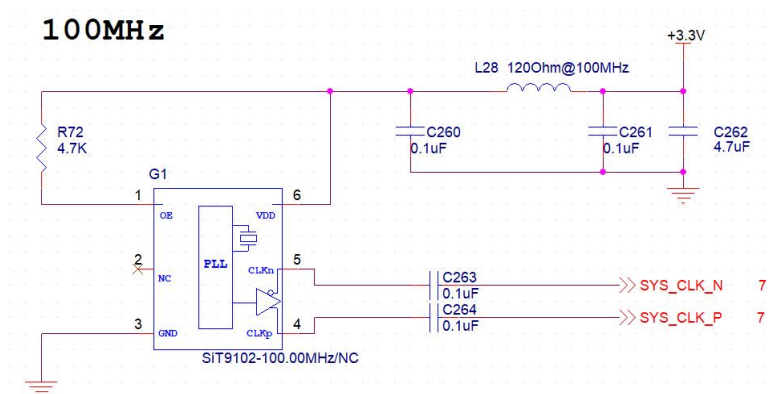 100MHz
+3.3V
L28 120Ohm@100MHz
R72
4.7K
C260
0.1uF
C261
0.1uF
C262
4.7uF
G1
1
6
OE
VDD
2
5
NC
PLL
CLKn
C263
0.1uF
SYS_CLK_N 7
3
4
GND
CLKp
C264
0.1uF
SYS_CLK_P 7
SiT9102-100.00MHz/NC